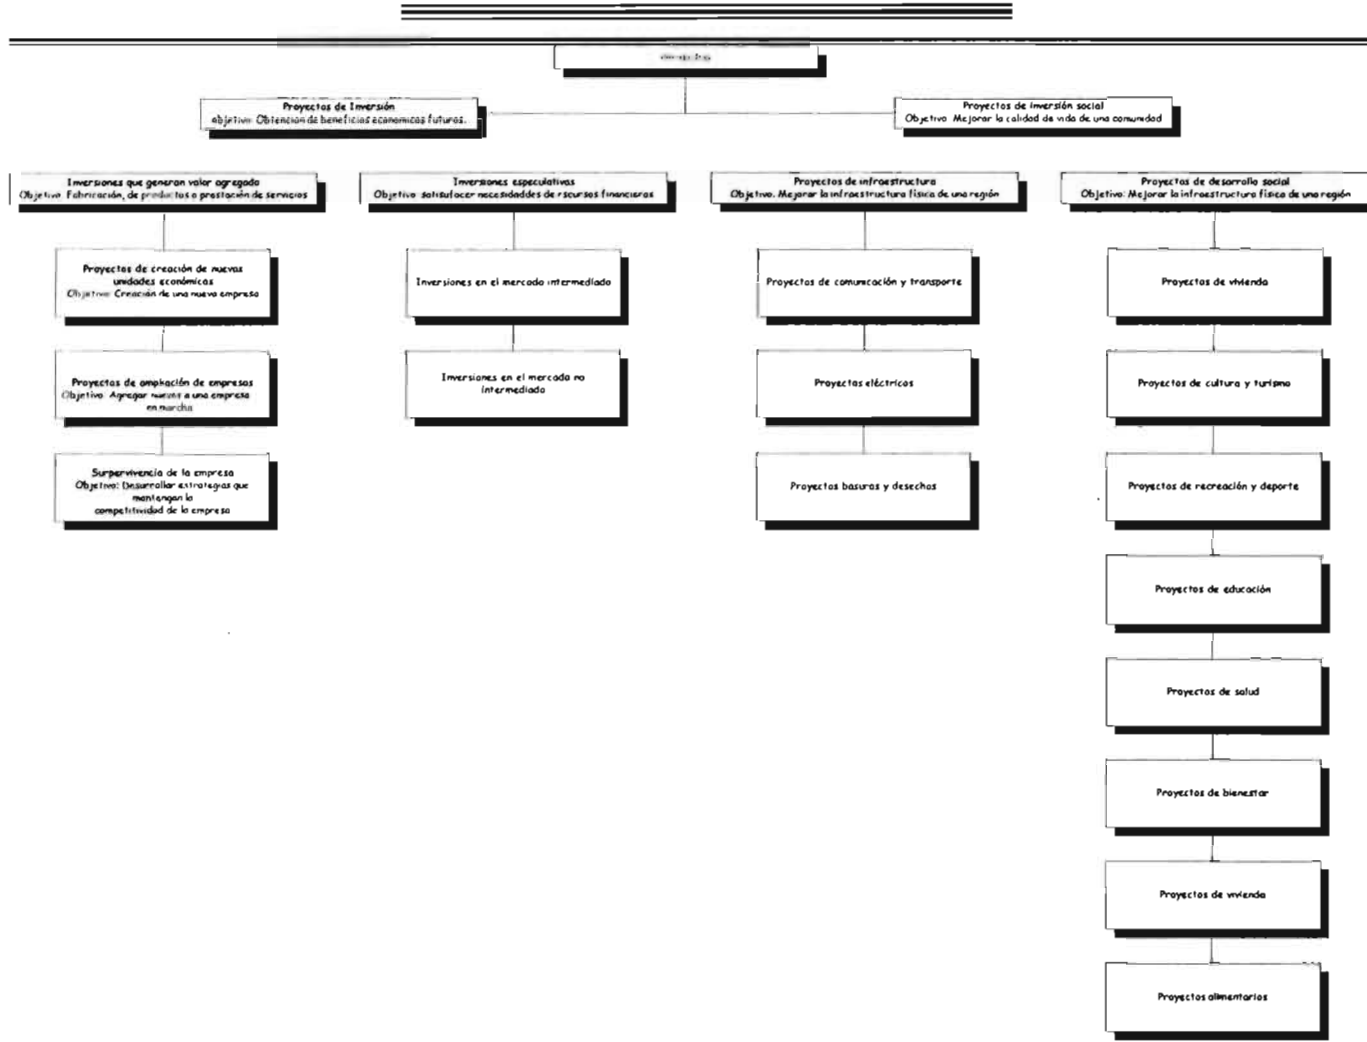 Proyectos de Inversión
objetivo: Obtencion de beneficios economicos futuros.
Proyectos de inversión social
Objetivo: Mejorar la calidad de vida de una comunidad
Inversiones que generan valor agregado
Objetivo: Fabricación, de productos o prestación de servicios
Inversiones especulativas
Objetivo: satisufacer necesidaddes de rscursos financieros
Proyectos de infraestructura
Objetivo: Mejorar la infraestructura física de una región
Proyectos de desarrollo social
Objetivo: Mejorar la infraestructura física de una región
Proyectos de creación de nuevas
unidades económicas
Objetivo: Creación de una nueva empresa
Inversiones en el mercado intermediado
Proyectos de comunicación y transporte
Proyectos de vivienda
Proyectos de ampliación de empresas
Objetivo: Agregar nuevas a una empresa
en marcha
Inversiones en el mercado no
intermediado
Proyectos eléctricos
Proyectos de cultura y turismo
Surpervivencia de la empresa
Objetivo: Desarrollar estrategias que
mantengan la
competitividad de la empresa
Proyectos basuras y desechos
Proyectos de recreación y deporte
Proyectos de educación
Proyectos de salud
Proyectos de bienestar
Proyectos de vivienda
Proyectos alimentarios